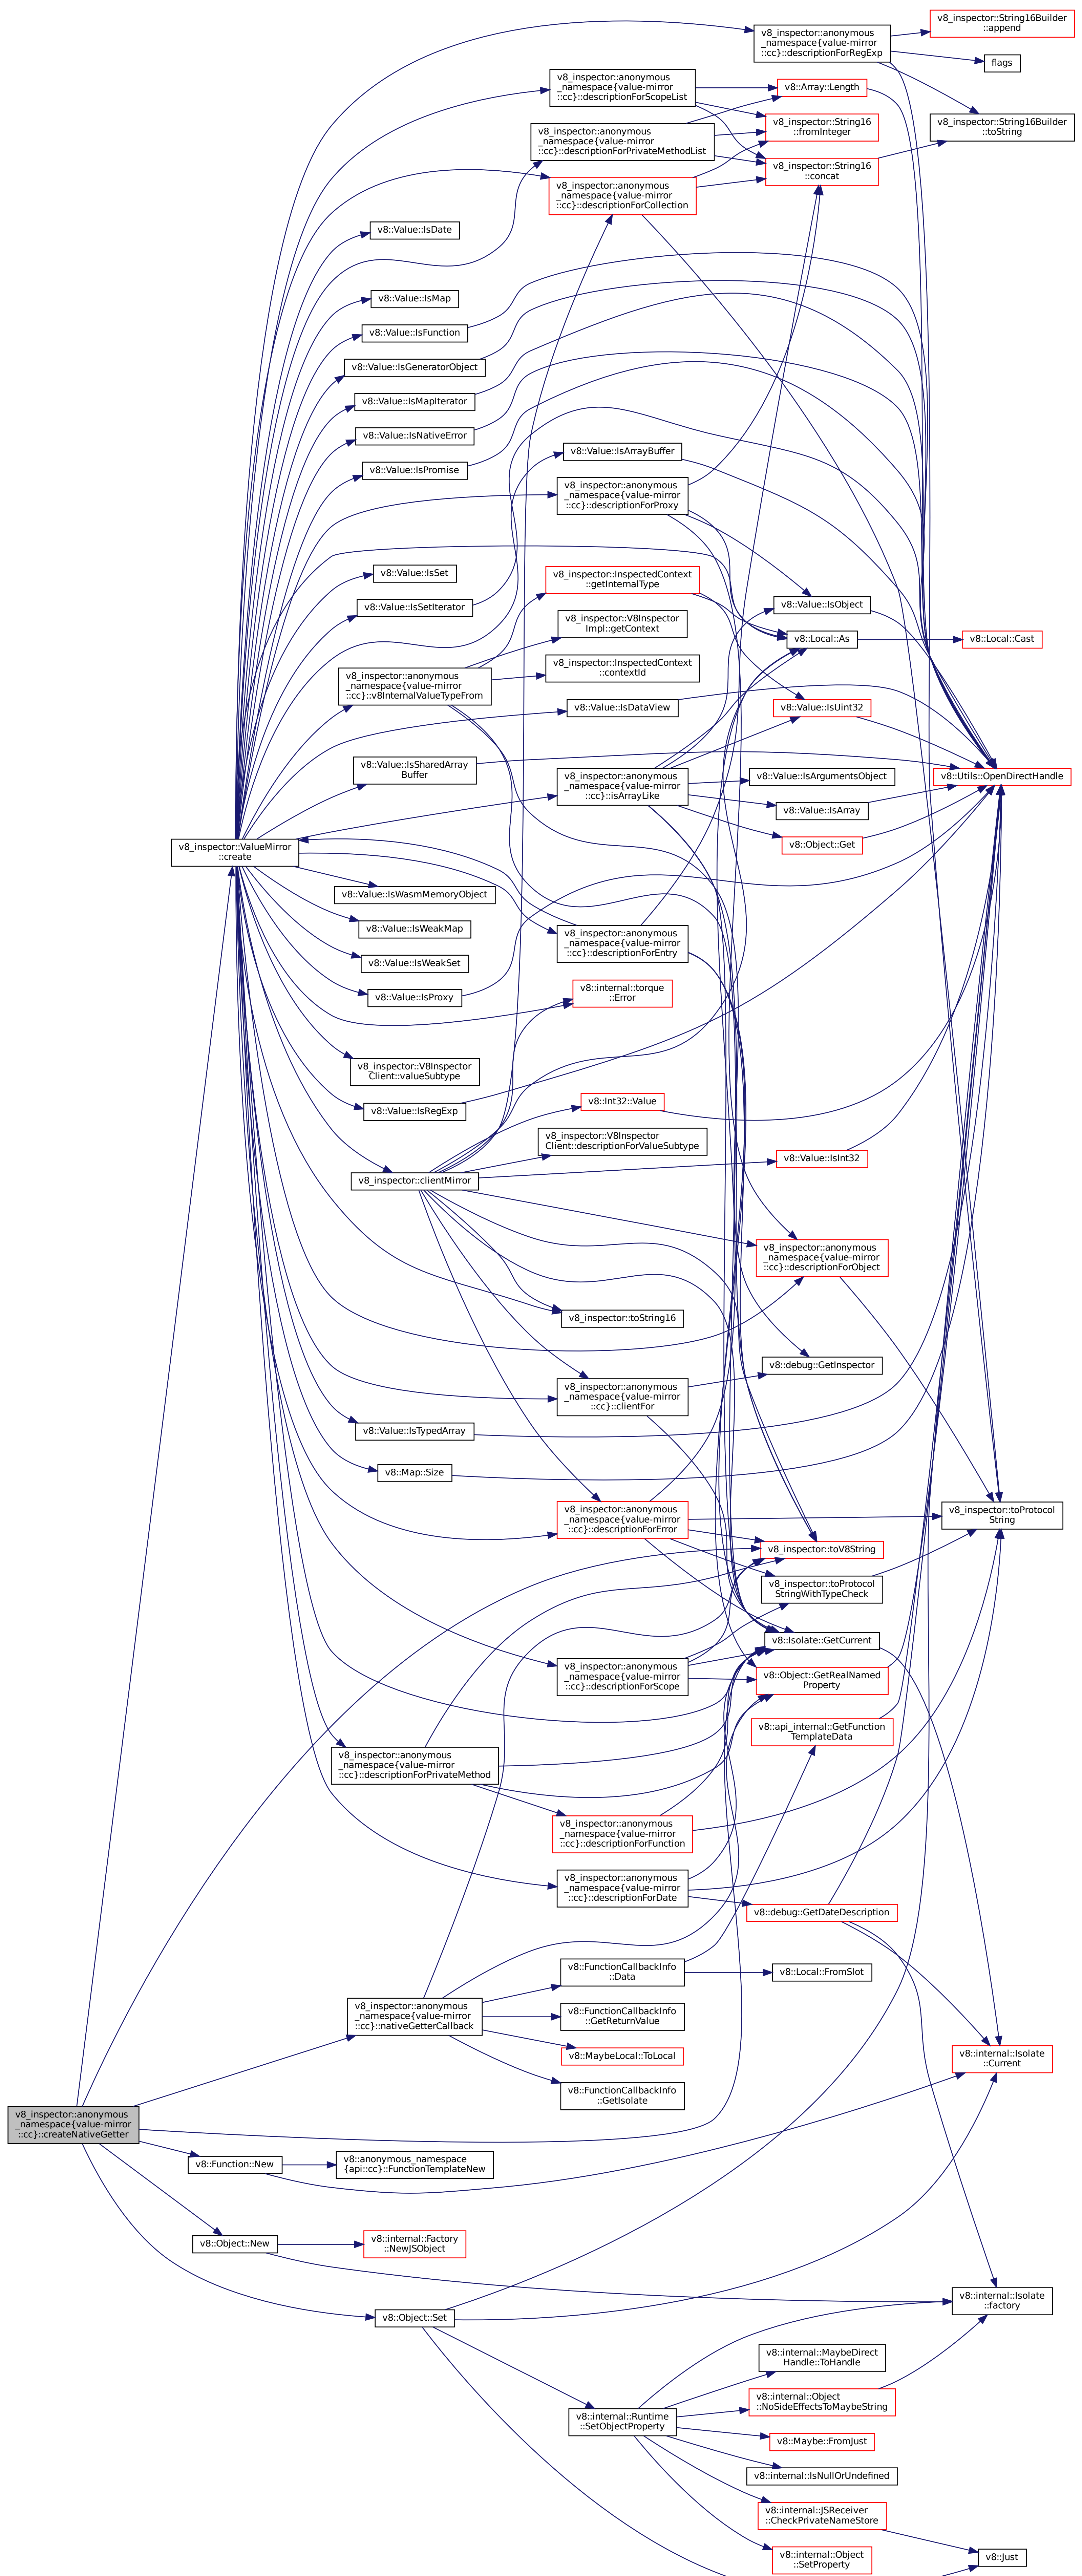 v8_inspector::String16Builder
::append
v8_inspector::anonymous
_namespace{value-mirror
::cc}::descriptionForRegExp
flags
v8_inspector::anonymous
_namespace{value-mirror
::cc}::descriptionForScopeList
v8::Array::Length
v8_inspector::String16
::fromInteger
v8_inspector::String16Builder
::toString
v8_inspector::anonymous
_namespace{value-mirror
::cc}::descriptionForPrivateMethodList
v8_inspector::String16
::concat
v8_inspector::anonymous
_namespace{value-mirror
::cc}::descriptionForCollection
v8::Value::IsDate
v8::Value::IsMap
v8::Value::IsFunction
v8::Value::IsGeneratorObject
v8::Value::IsMapIterator
v8::Value::IsNativeError
v8::Value::IsPromise
v8::Value::IsArrayBuffer
v8_inspector::anonymous
_namespace{value-mirror
::cc}::descriptionForProxy
v8::Value::IsSet
v8::Value::IsSetIterator
v8_inspector::InspectedContext
::getInternalType
v8::Value::IsObject
v8_inspector::V8Inspector
Impl::getContext
v8::Local::As
v8::Local::Cast
v8_inspector::InspectedContext
::contextId
v8_inspector::anonymous
_namespace{value-mirror
::cc}::v8InternalValueTypeFrom
v8::Value::IsDataView
v8::Value::IsUint32
v8::Value::IsSharedArray
Buffer
v8_inspector::anonymous
_namespace{value-mirror
::cc}::isArrayLike
v8::Value::IsArgumentsObject
v8::Utils::OpenDirectHandle
v8::Value::IsArray
v8::Object::Get
v8_inspector::ValueMirror
::create
v8::Value::IsWasmMemoryObject
v8::Value::IsWeakMap
v8_inspector::anonymous
_namespace{value-mirror
::cc}::descriptionForEntry
v8::Value::IsWeakSet
v8::Value::IsProxy
v8::internal::torque
::Error
v8_inspector::V8Inspector
Client::valueSubtype
v8::Value::IsRegExp
v8::Int32::Value
v8_inspector::V8Inspector
Client::descriptionForValueSubtype
v8::Value::IsInt32
v8_inspector::clientMirror
v8_inspector::anonymous
_namespace{value-mirror
::cc}::descriptionForObject
v8_inspector::toString16
v8::debug::GetInspector
v8_inspector::anonymous
_namespace{value-mirror
::cc}::clientFor
v8::Value::IsTypedArray
v8::Map::Size
v8_inspector::anonymous
_namespace{value-mirror
::cc}::descriptionForError
v8_inspector::toProtocol
String
v8_inspector::toV8String
v8_inspector::toProtocol
StringWithTypeCheck
v8::Isolate::GetCurrent
v8_inspector::anonymous
_namespace{value-mirror
::cc}::descriptionForScope
v8::Object::GetRealNamed
Property
v8::api_internal::GetFunction
TemplateData
v8_inspector::anonymous
_namespace{value-mirror
::cc}::descriptionForPrivateMethod
v8_inspector::anonymous
_namespace{value-mirror
::cc}::descriptionForFunction
v8_inspector::anonymous
_namespace{value-mirror
::cc}::descriptionForDate
v8::debug::GetDateDescription
v8::FunctionCallbackInfo
::Data
v8::Local::FromSlot
v8_inspector::anonymous
_namespace{value-mirror
::cc}::nativeGetterCallback
v8::FunctionCallbackInfo
::GetReturnValue
v8::MaybeLocal::ToLocal
v8::internal::Isolate
::Current
v8::FunctionCallbackInfo
::GetIsolate
v8_inspector::anonymous
_namespace{value-mirror
::cc}::createNativeGetter
v8::Function::New
v8::anonymous_namespace
{api::cc}::FunctionTemplateNew
v8::Object::New
v8::internal::Factory
::NewJSObject
v8::internal::Isolate
::factory
v8::Object::Set
v8::internal::MaybeDirect
Handle::ToHandle
v8::internal::Object
::NoSideEffectsToMaybeString
v8::internal::Runtime
::SetObjectProperty
v8::Maybe::FromJust
v8::internal::IsNullOrUndefined
v8::internal::JSReceiver
::CheckPrivateNameStore
v8::Just
v8::internal::Object
::SetProperty